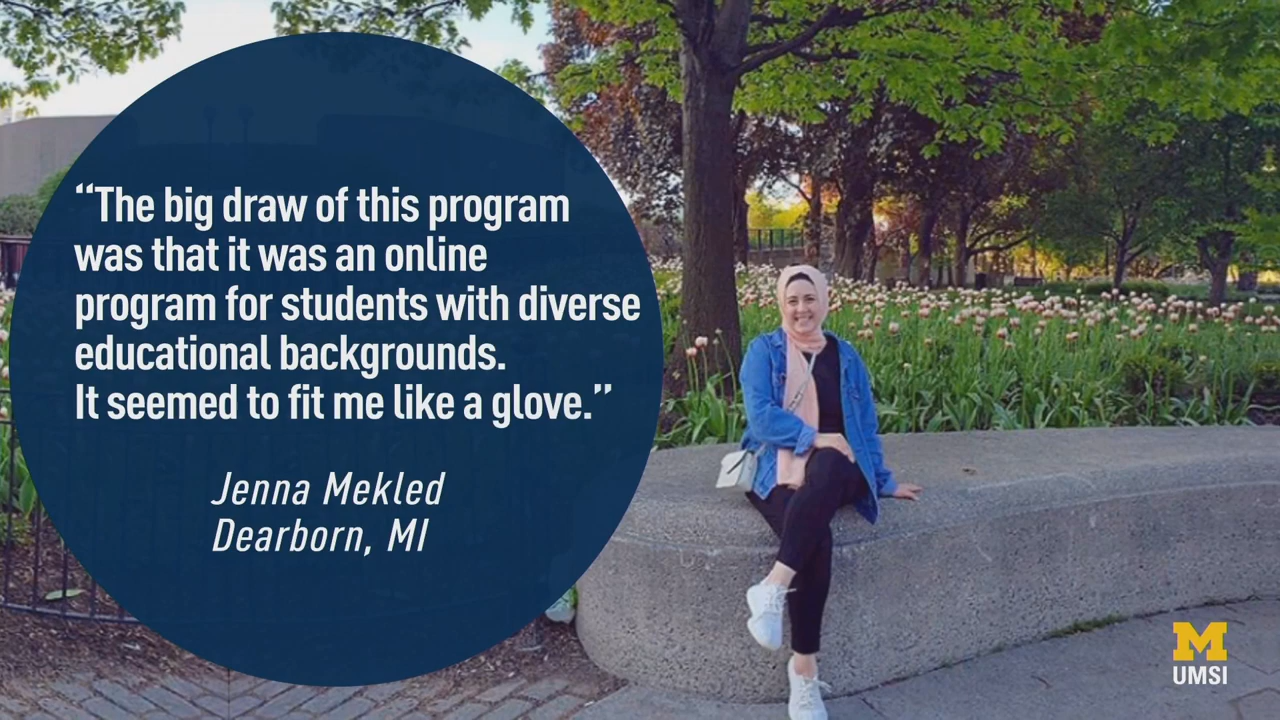 “The big draw of this program
was that it was an online
program for students with diverse
educational backgrounds.
It seemed to fit me like a glove.”
Jenna Mekled
Dearborn, MI
M
UMSI